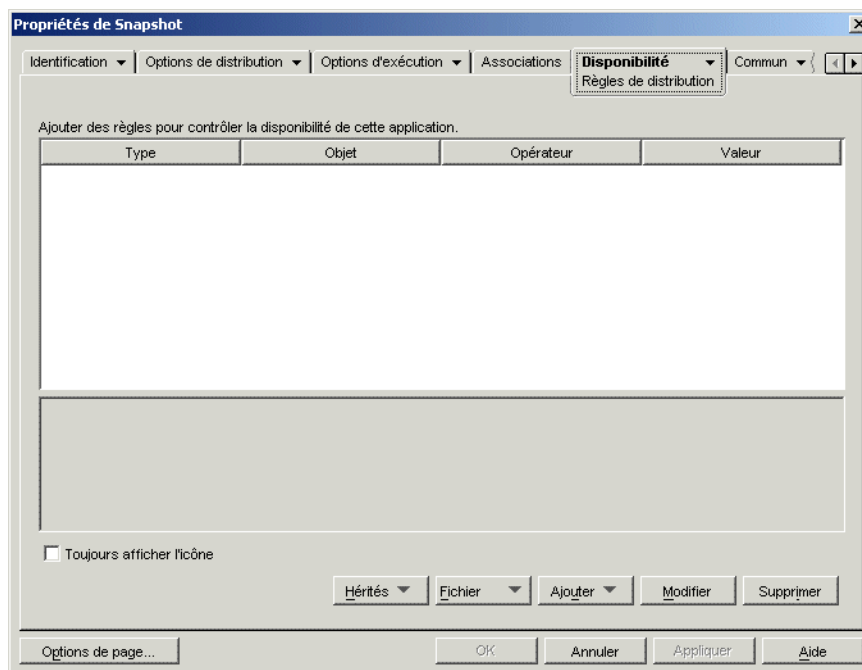 Propriétés de Snapshot
Identification
Options de distribution
Options d'exécution
Associations
Disponibilité
Commun
Règles de distribution
Ajouter des règles pour contrôler la disponibilité de cette application.
Type
Objet
Opérateur
Valeur
Toujours afficher l'icône
Hérités
Fichier
Ajouter
Modifier
Supprimer
Options de page...
OK
Annuler
Appliquer
Aide